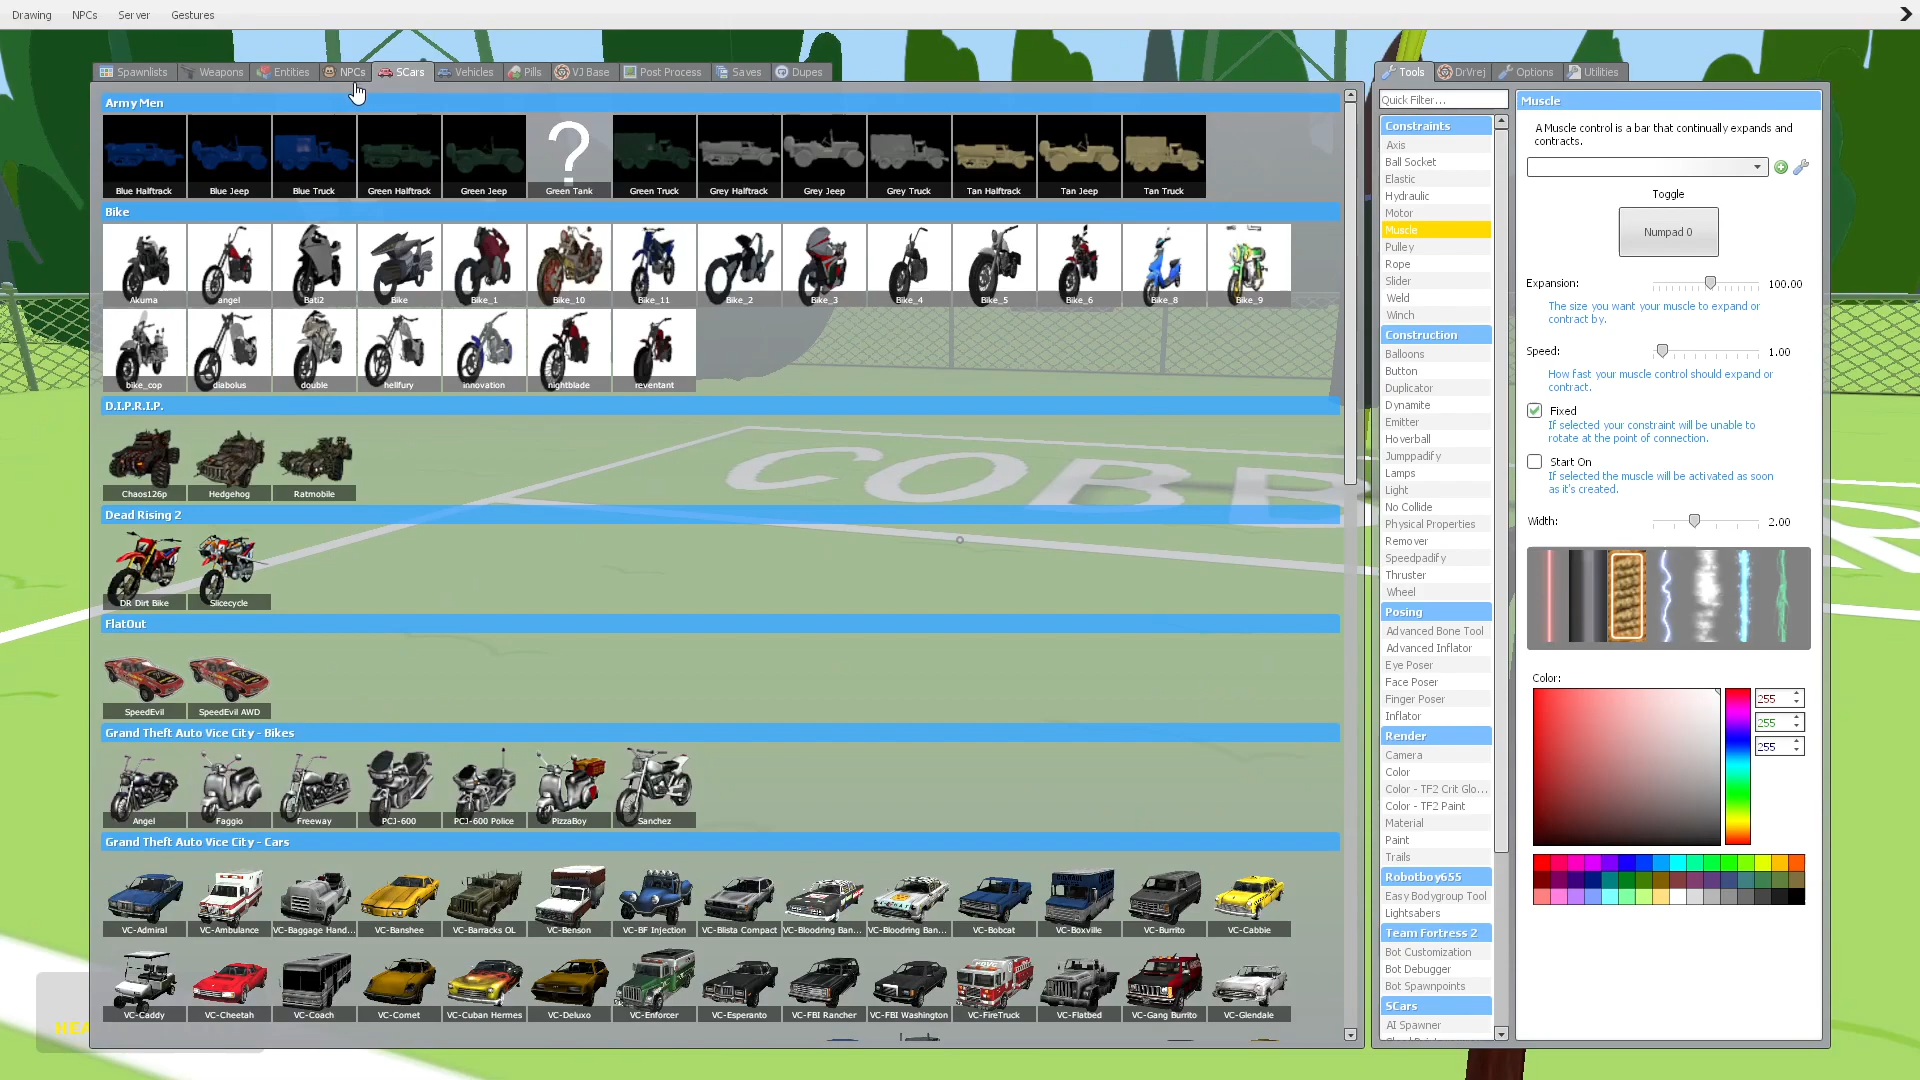 Drawing NPCs Server Gestures
Spawnlists Weapons Entities NPCs SCars Vehicles Pills VJ Base Post Process Saves Dupes
Army Men
Blue Halftrack Blue Jeep Blue Truck Green Halftrack Green Jeep Green Tank Green Truck Grey Halftrack Grey Jeep Grey Truck Tan Halftrack Tan Jeep Tan Truck
Bike
Akuma angel Bati2 Bike Bike_1 Bike_10 Bike_11 Bike_2 Bike_3 Bike_4 Bike_5 Bike_6 Bike_8 Bike_9
bike_cop diabolus double hellfury innovation nightblade reventant
D.I.P.R.I.P.
Chaos126p Hedgehog Ratmobile
Dead Rising 2
DR Dirt Bike Slicecycle
FlatOut
SpeedEvil SpeedEvil AWD
Grand Theft Auto Vice City - Bikes
Angel Faggio Freeway PCJ-600 PCJ-600 Police PizzaBoy Sanchez
Grand Theft Auto Vice City - Cars
VC-Admiral VC-Ambulance VC-Baggage Hand... VC-Banshee VC-Barracks OL VC-Benson VC-BF Injection VC-Blista Compact VC-Bloodring Ban... VC-Bloodring Ban... VC-Bobcat VC-Boxville VC-Burrito VC-Cabbie
VC-Caddy VC-Cheetah VC-Coach VC-Comet VC-Cuban Hermes VC-Deluxo VC-Enforcer VC-Esperanto VC-FBI Rancher VC-FBI Washington VC-FireTruck VC-Flatbed VC-Gang Burrito VC-Glendale
Tools DrVrej Options Utilities
Quick Filter...
Constraints
Axis
Ball Socket
Elastic
Hydraulic
Motor
Muscle
Pulley
Rope
Slider
Weld
Winch
Construction
Balloons
Button
Duplicator
Dynamite
Emitter
Hoverball
Jumppadify
Lamps
Light
No Collide
Physical Properties
Remover
Speedpadify
Thruster
Wheel
Posing
Advanced Bone Tool
Advanced Inflator
Eye Poser
Face Poser
Finger Poser
Inflator
Render
Camera
Color
Color - TF2 Crit Glo...
Color - TF2 Paint
Material
Paint
Trails
Robotboy655
Easy Bodygroup Tool
Lightsabers
Team Fortress 2
Bot Customization
Bot Debugger
Bot Spawnpoints
SCars
AI Spawner
Muscle
A Muscle control is a bar that continually expands and
contracts.
Toggle
Numpad 0
Expansion: 100.00
The size you want your muscle to expand or
contract by.
Speed: 1.00
How fast your muscle control should expand or
contract.
Fixed
If selected your constraint will be unable to
rotate at the point of connection.
Start On
If selected the muscle will be activated as soon
as it's created.
Width: 2.00
Color:
255
255
255